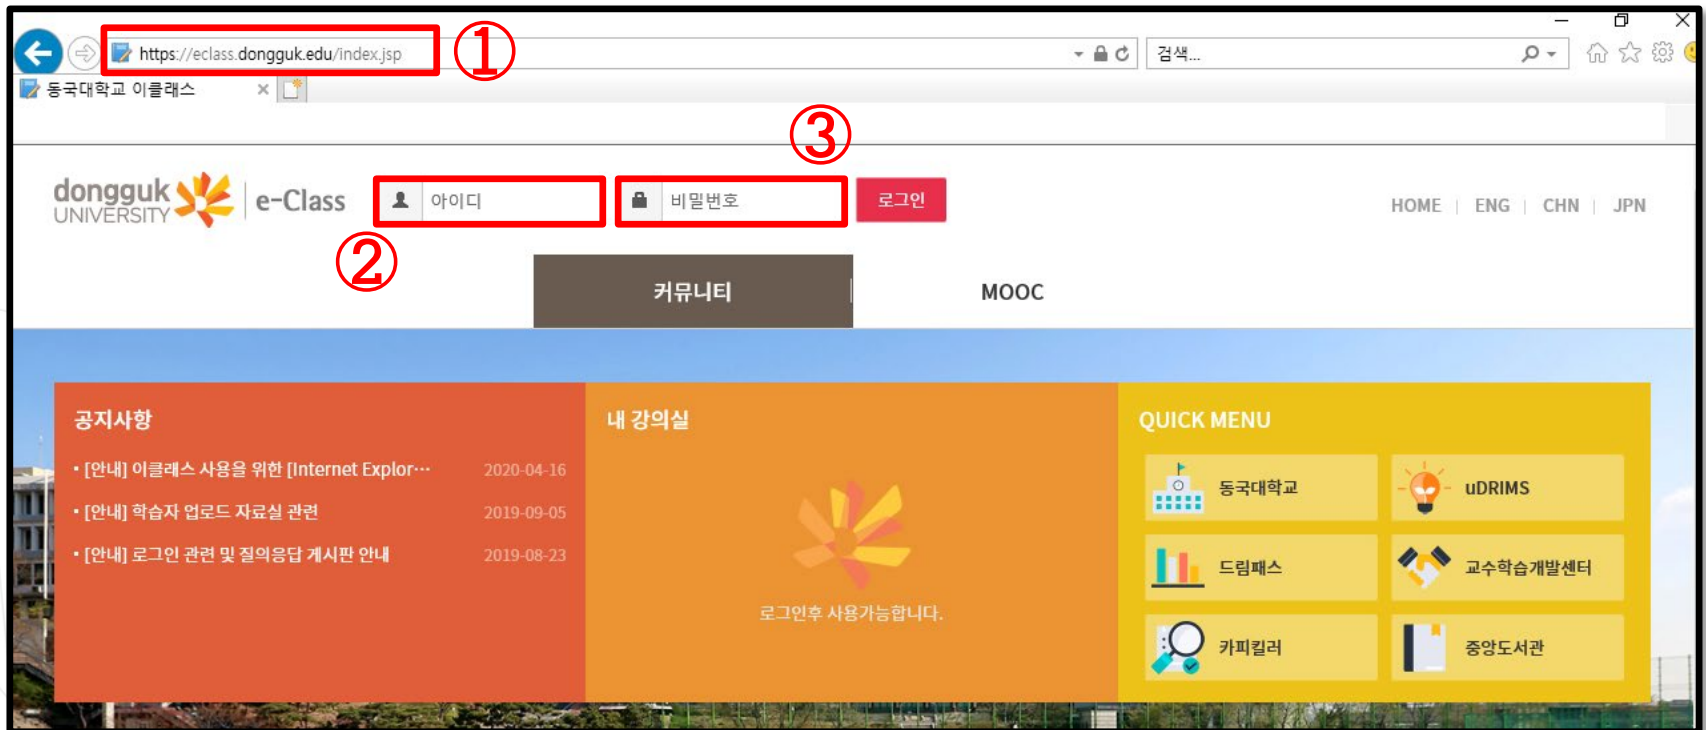 https://eclass.dongguk.edu/index.jsp
①
검색...
동국대학교 이클래스
③
dongguk
UNIVERSITY
e-Class
아이디
비밀번호
로그인
HOME | ENG | CHN | JPN
②
커뮤니티
MOOC
공지사항
• [안내] 이클래스 사용을 위한 [Internet Explor… 2020-04-16
• [안내] 학습자 업로드 자료실 관련 2019-09-05
• [안내] 로그인 관련 및 질의응답 게시판 안내 2019-08-23
내 강의실
로그인후 사용가능합니다.
QUICK MENU
동국대학교
uDRIMS
드림패스
교수학습개발센터
카피킬러
중앙도서관